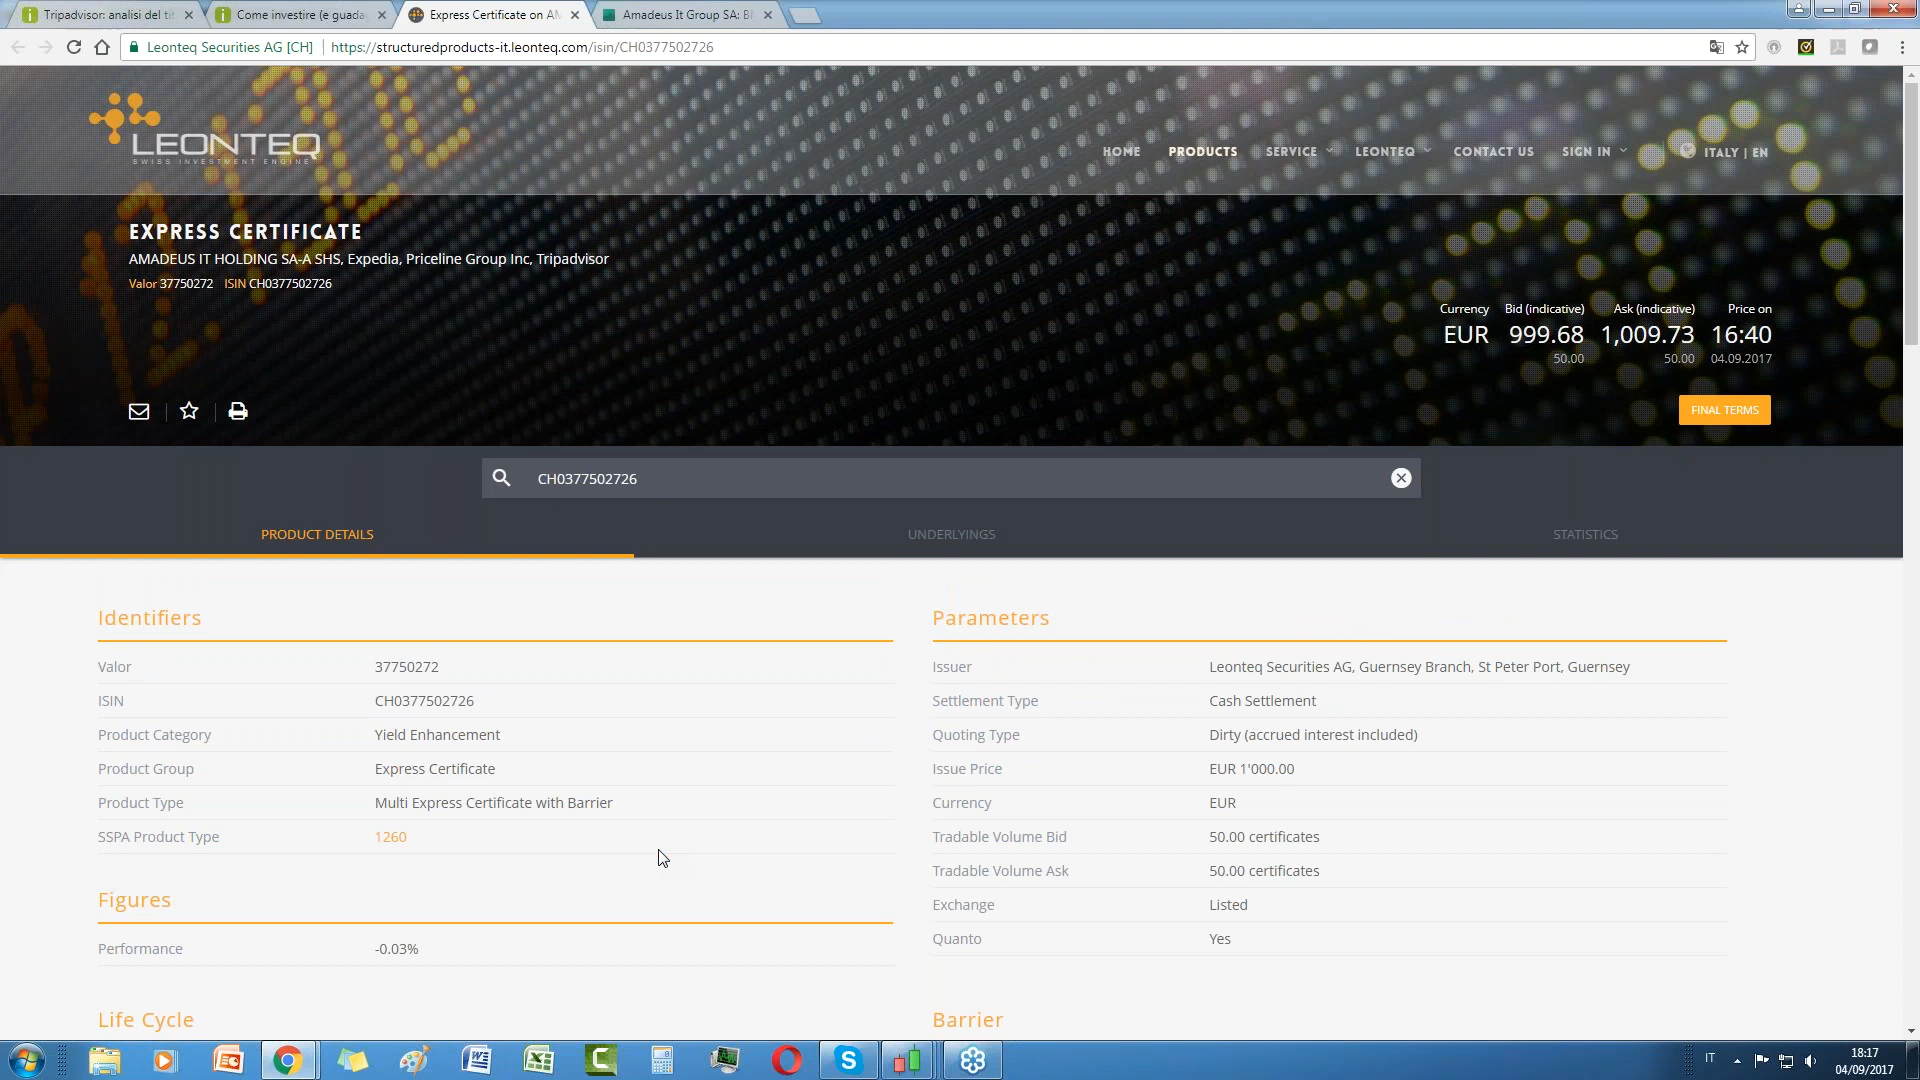 Tripadvisor: analisi del tit
Come investire (e guada
Express Certificate on AM
Amadeus It Group SA: B
Leonteq Securities AG [CH]
https://structuredproducts-it.leonteq.com/isin/CH0377502726
LEONTEQ
SWISS INVESTMENT ENGINE
HOME
PRODUCTS
SERVICE
LEONTEQ
CONTACT US
SIGN IN
ITALY | EN
EXPRESS CERTIFICATE
AMADEUS IT HOLDING SA-A SHS, Expedia, Priceline Group Inc, Tripadvisor
Valor 37750272 ISIN CH0377502726
Currency Bid (indicative) Ask (indicative) Price on
EUR 999.68 1,009.73 16:40
50.00 50.00 04.09.2017
FINAL TERMS
CH0377502726
PRODUCT DETAILS
UNDERLYINGS
STATISTICS
Identifiers
Valor 37750272
ISIN CH0377502726
Product Category Yield Enhancement
Product Group Express Certificate
Product Type Multi Express Certificate with Barrier
SSPA Product Type 1260
Figures
Performance -0.03%
Life Cycle
Parameters
Issuer Leonteq Securities AG, Guernsey Branch, St Peter Port, Guernsey
Settlement Type Cash Settlement
Quoting Type Dirty (accrued interest included)
Issue Price EUR 1'000.00
Currency EUR
Tradable Volume Bid 50.00 certificates
Tradable Volume Ask 50.00 certificates
Exchange Listed
Quanto Yes
Barrier
IT
18:17
04/09/2017